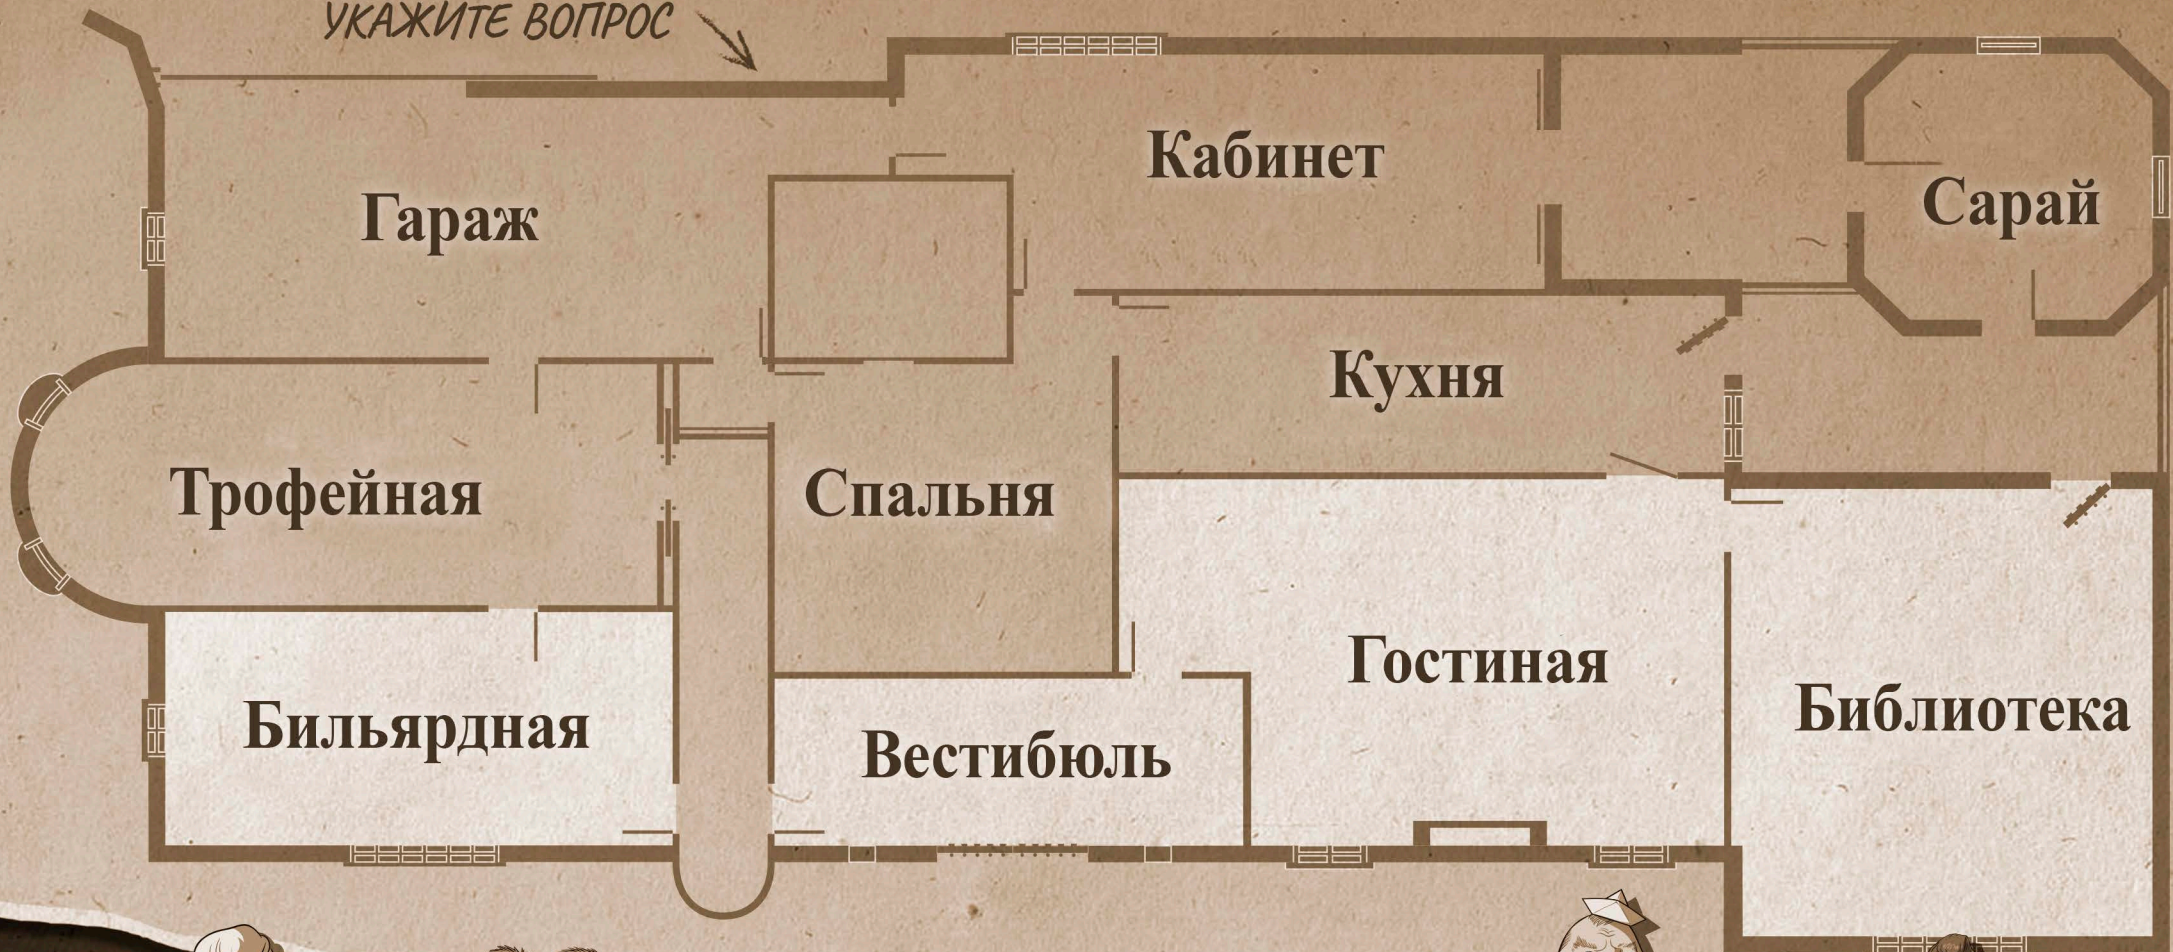 УКАЖИТЕ ВОПРОС
Кабинет
Гараж
Сарай
Кухня
Трофейная
Спальня
Гостиная
Бильярдная
Вестибюль
Библиотека